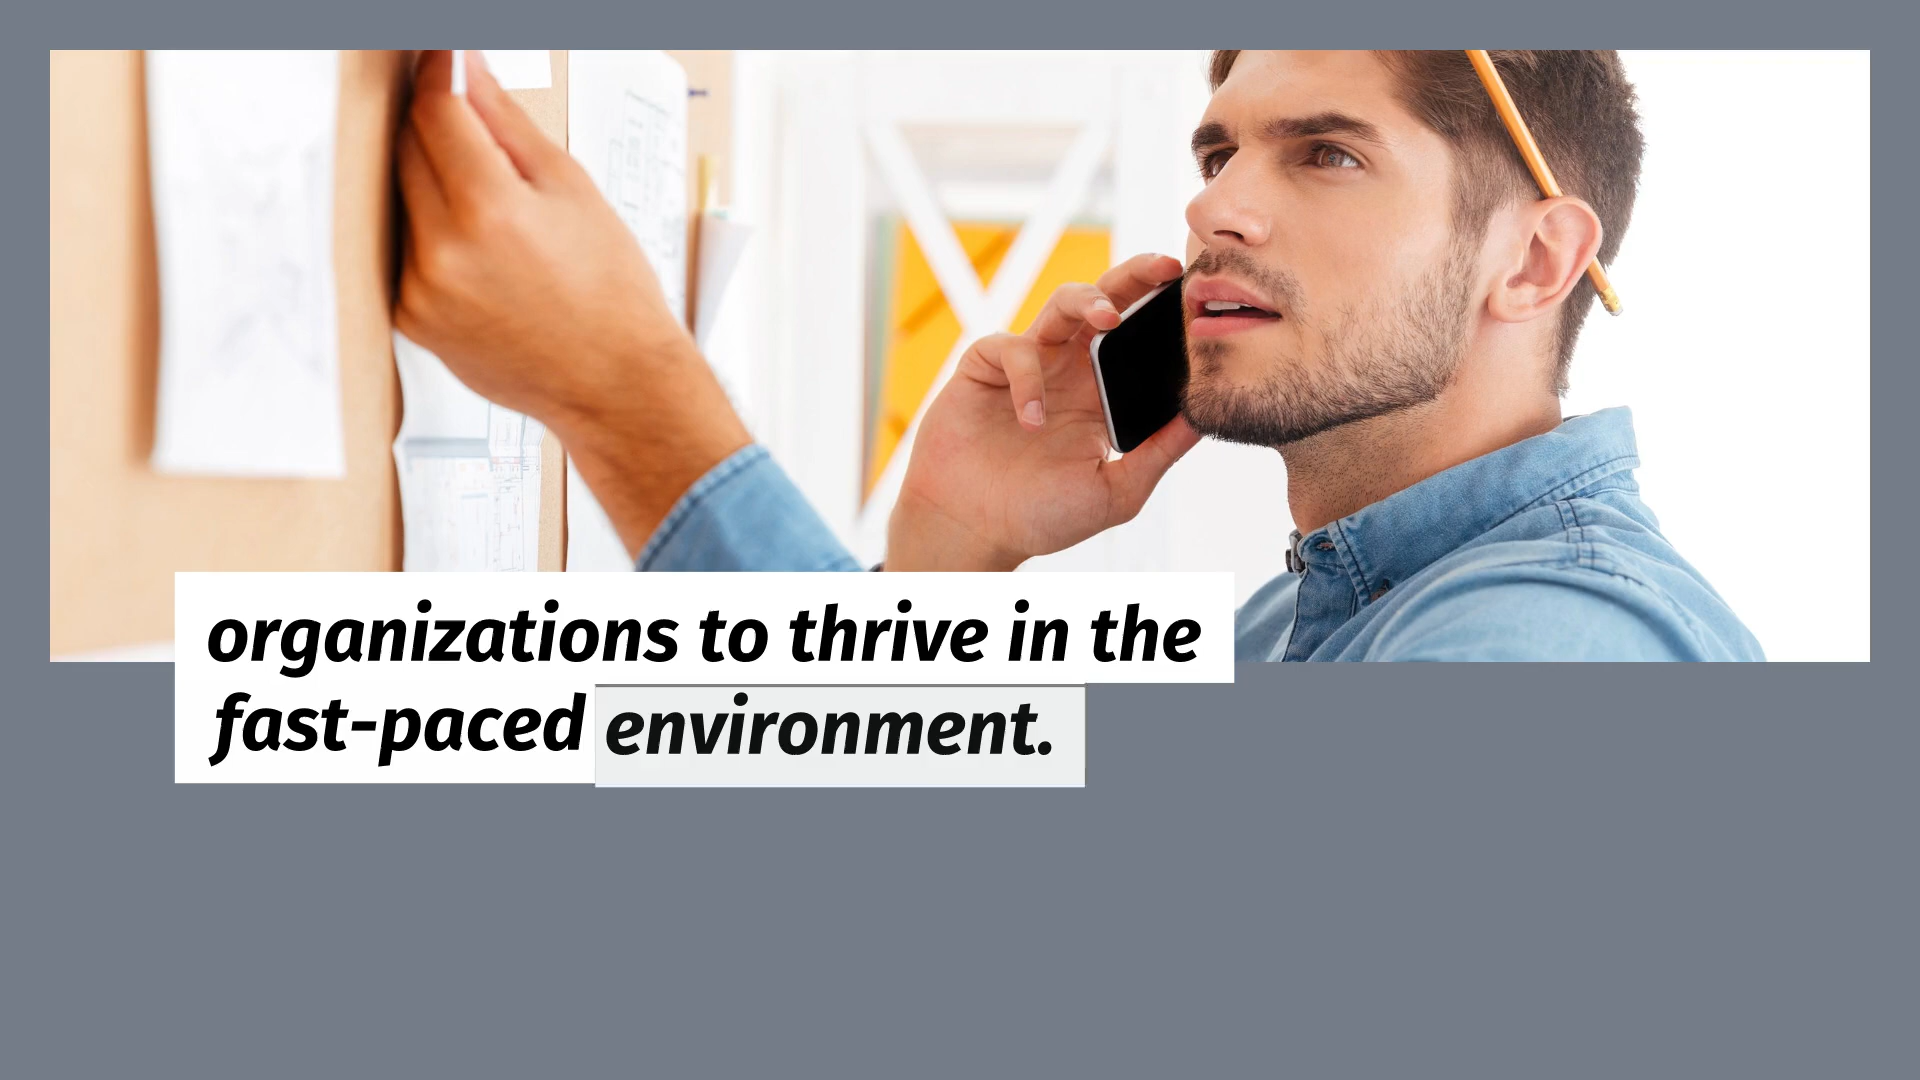 organizations to thrive in the
fast-paced environment.